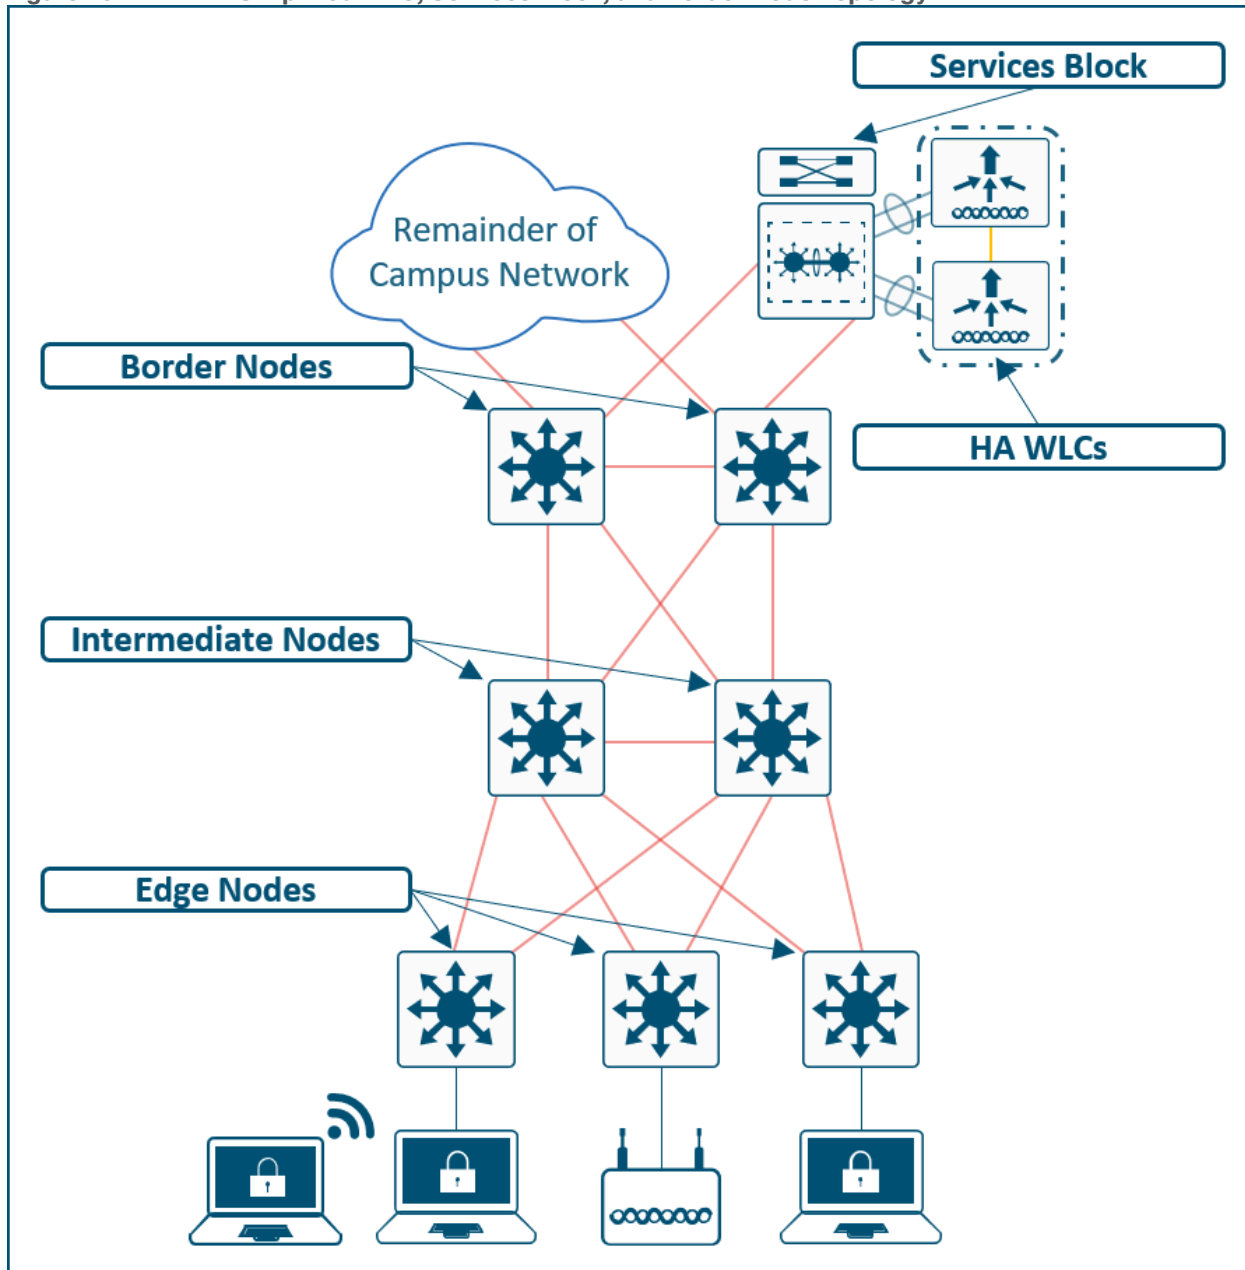 Services Block
Remainder of
Campus Network
Border Nodes
HA WLCs
Intermediate Nodes
Edge Nodes